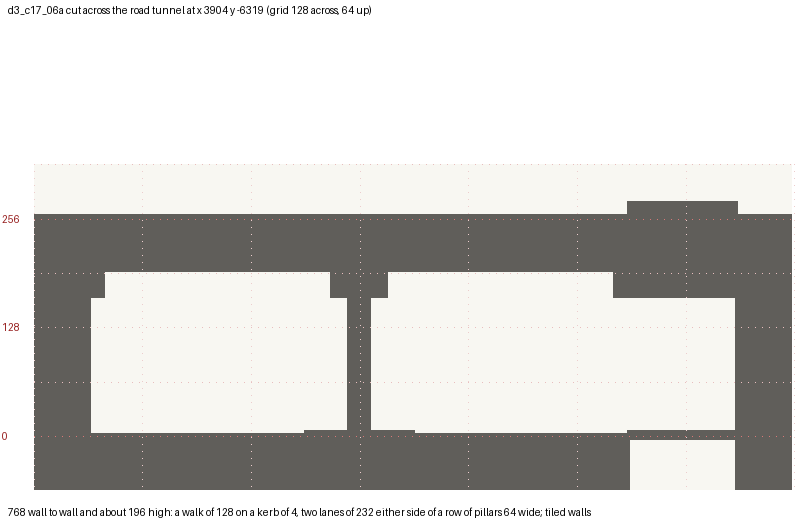 d3_c17_06a cut across the road tunnel at x 3904 y -6319 (grid 128 across, 64 up)
256
128
0
768 wall to wall and about 196 high: a walk of 128 on a kerb of 4, two lanes of 232 either side of a row of pillars 64 wide; tiled walls